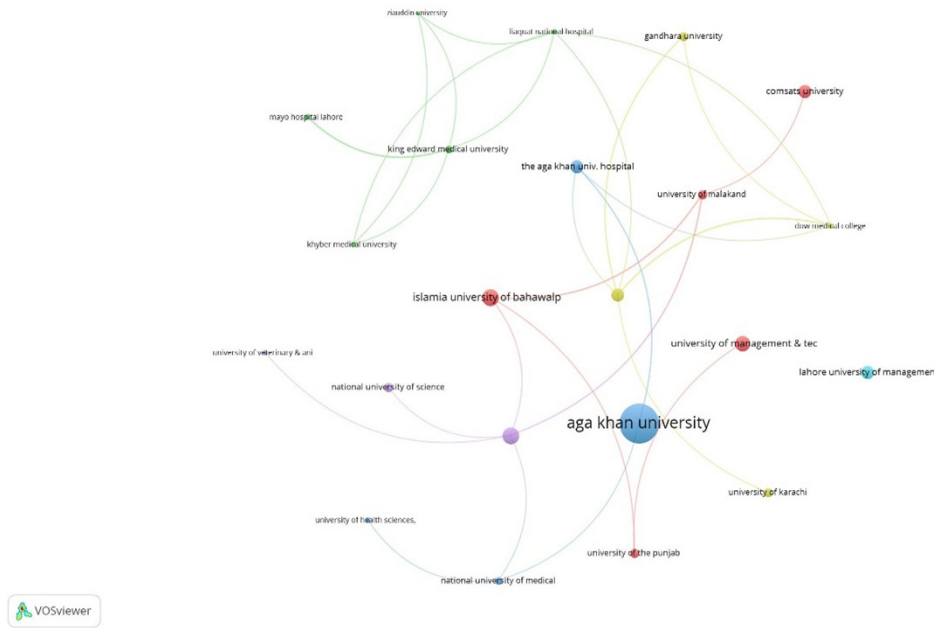 ziauddin university
liaquat national hospital
gandhara university
comsats university
mayo hospital lahore
king edward medical university
the aga khan univ. hospital
university of malakand
dow medical college
khyber medical university
islamia university of bahawalp
university of management & tec
university of veterinary & ani
lahore university of managemen
national university of science
aga khan university
university of karachi
university of health sciences,
university of the punjab
national university of medical
VOSviewer